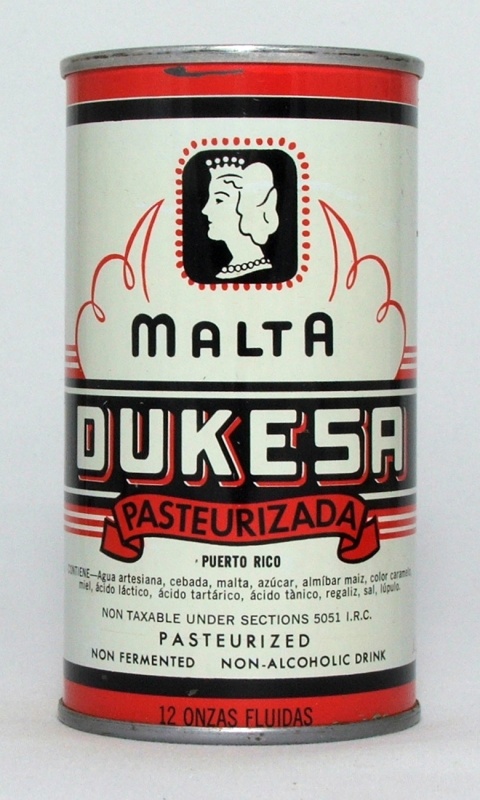 MALTA
DUKESA
PASTEURIZADA
PUERTO RICO
CONTIENE—Agua artesiana, cebada, malta, azúcar, almíbar maiz, color caramelo,
miel, ácido láctico, ácido tartárico, ácido tànico, regaliz, sal, lúpulo.
NON TAXABLE UNDER SECTIONS 5051 I.R.C.
PASTEURIZED
NON FERMENTED NON-ALCOHOLIC DRINK
12 ONZAS FLUIDAS